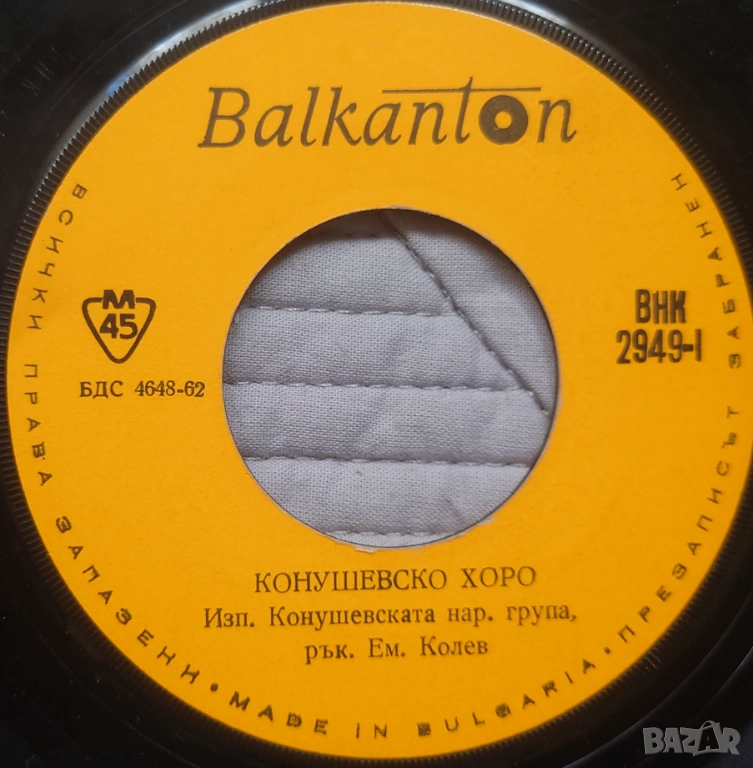 Balkanton
М
45
БДС 4648-62
ВНК
2949-1
КОНУШЕВСКО ХОРО
Изп. Конушевската нар. група,
рък. Ем. Колев
ВСИЧКИ ПРАВА ЗАПАЗЕНИ • MADE IN BULGARIA • ПРЕЗАПИСЪТ ЗАБРАНЕН
BAZAR